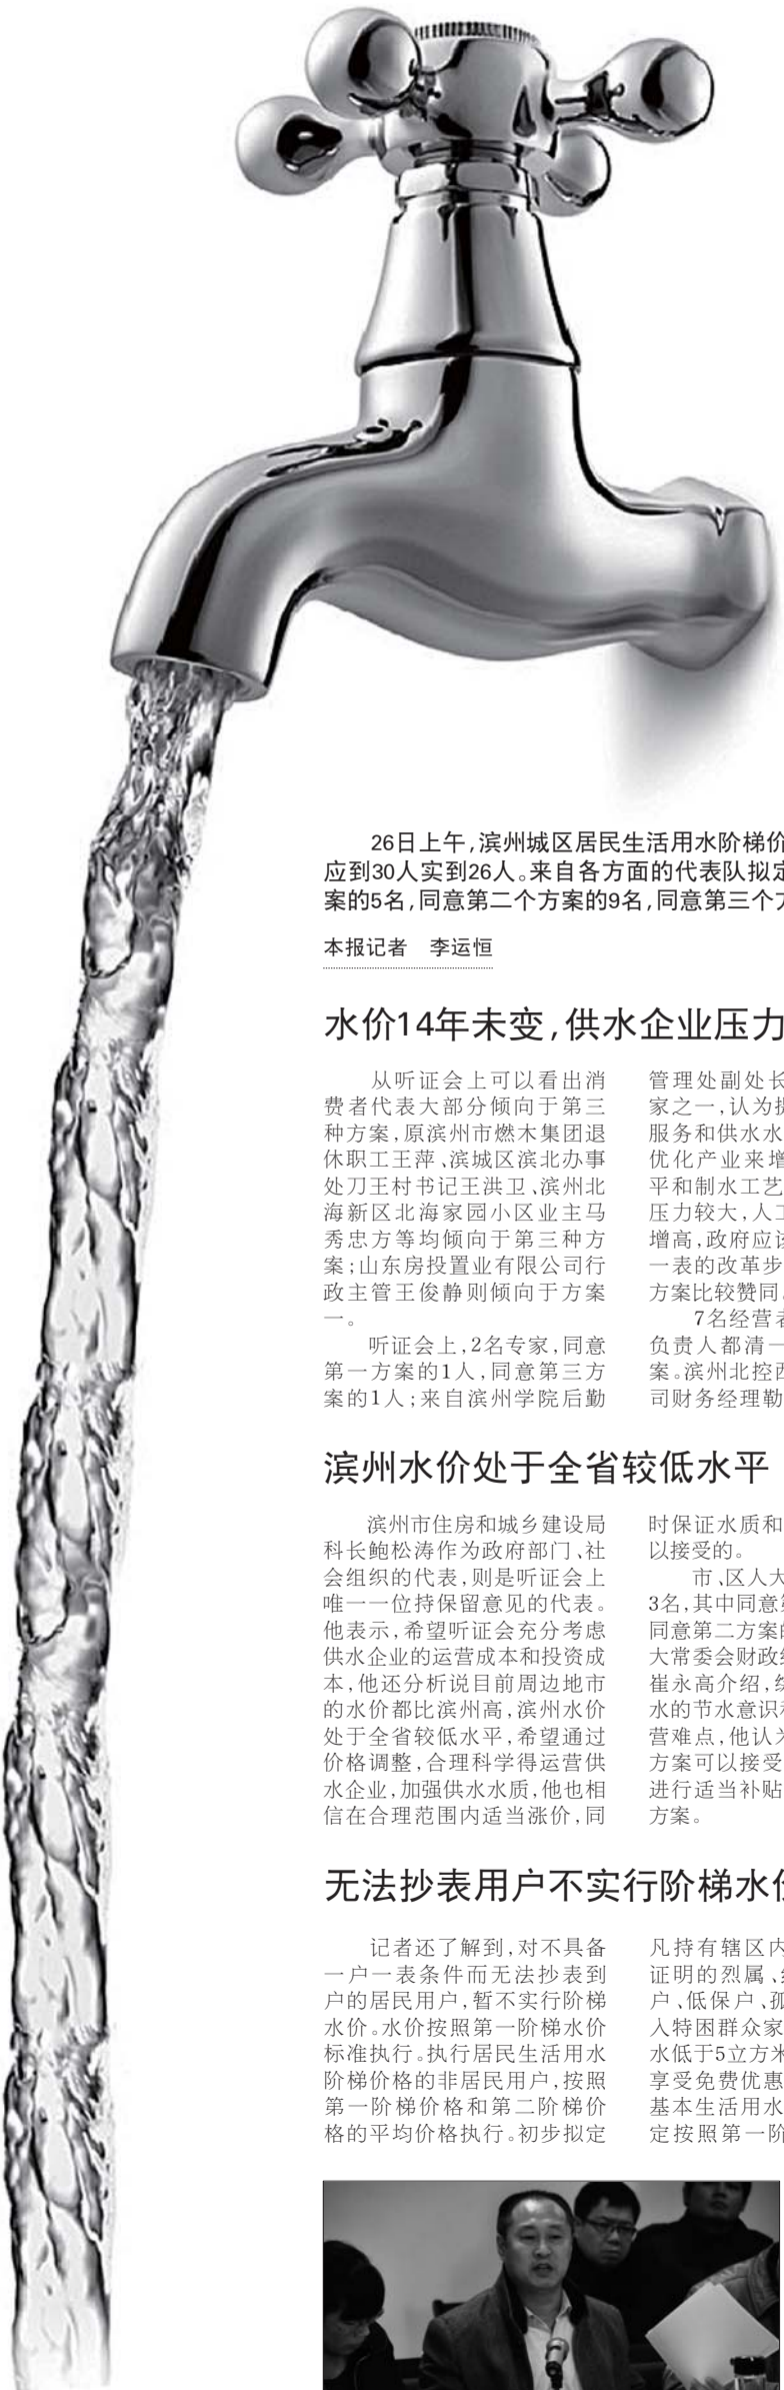 26日上午,滨州城区居民生活用水阶梯价
应到30人实到26人。来自各方面的代表队拟定
案的5名,同意第二个方案的9名,同意第三个方
本报记者 李运恒
水价14年未变,供水企业压力
从听证会上可以看出消
费者代表大部分倾向于第三
种方案,原滨州市燃木集团退
休职工王萍、滨城区滨北办事
处刀王村书记王洪卫、滨州北
海新区北海家园小区业主马
秀忠方等均倾向于第三种方
案;山东房投置业有限公司行
政主管王俊静则倾向于方案
一。
听证会上,2名专家,同意
第一方案的1人,同意第三方
案的1人;来自滨州学院后勤
管理处副处长
家之一,认为提
服务和供水水
优化产业来增
平和制水工艺
压力较大,人工
增高,政府应该
一表的改革步
方案比较赞同。
7名经营者
负责人都清一
案。滨州北控西
司财务经理勒
滨州水价处于全省较低水平
滨州市住房和城乡建设局
科长鲍松涛作为政府部门、社
会组织的代表,则是听证会上
唯一一位持保留意见的代表。
他表示,希望听证会充分考虑
供水企业的运营成本和投资成
本,他还分析说目前周边地市
的水价都比滨州高,滨州水价
处于全省较低水平,希望通过
价格调整,合理科学得运营供
水企业,加强供水水质,他也相
信在合理范围内适当涨价,同
时保证水质和
以接受的。
市、区人大
3名,其中同意第
同意第二方案的
大常委会财政经
崔永高介绍,综
水的节水意识和
营难点,他认为
方案可以接受
进行适当补贴
方案。
无法抄表用户不实行阶梯水价
记者还了解到,对不具备
一户一表条件而无法抄表到
户的居民用户,暂不实行阶梯
水价。水价按照第一阶梯水价
标准执行。执行居民生活用水
阶梯价格的非居民用户,按照
第一阶梯价格和第二阶梯价
格的平均价格执行。初步拟定
凡持有辖区内
证明的烈属、
户、低保户、孤
入特困群众家
水低于5立方米
享受免费优惠
基本生活用水
定按照第一阶